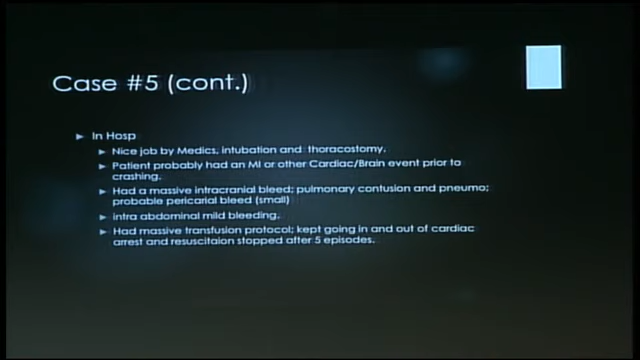 Case #5 (cont.)
In Hosp
Nice job by Medics, intubation and thoracostomy.
Patient probably had an MI or other Cardiac/Brain event prior to
crashing.
Had a massive intracranial bleed; pulmonary contusion and pneumo;
probable pericarial bleed (small)
intra abdominal mild bleeding.
Had massive transfusion protocol; kept going in and out of cardiac
arrest and resuscitaion stopped after 5 episodes.